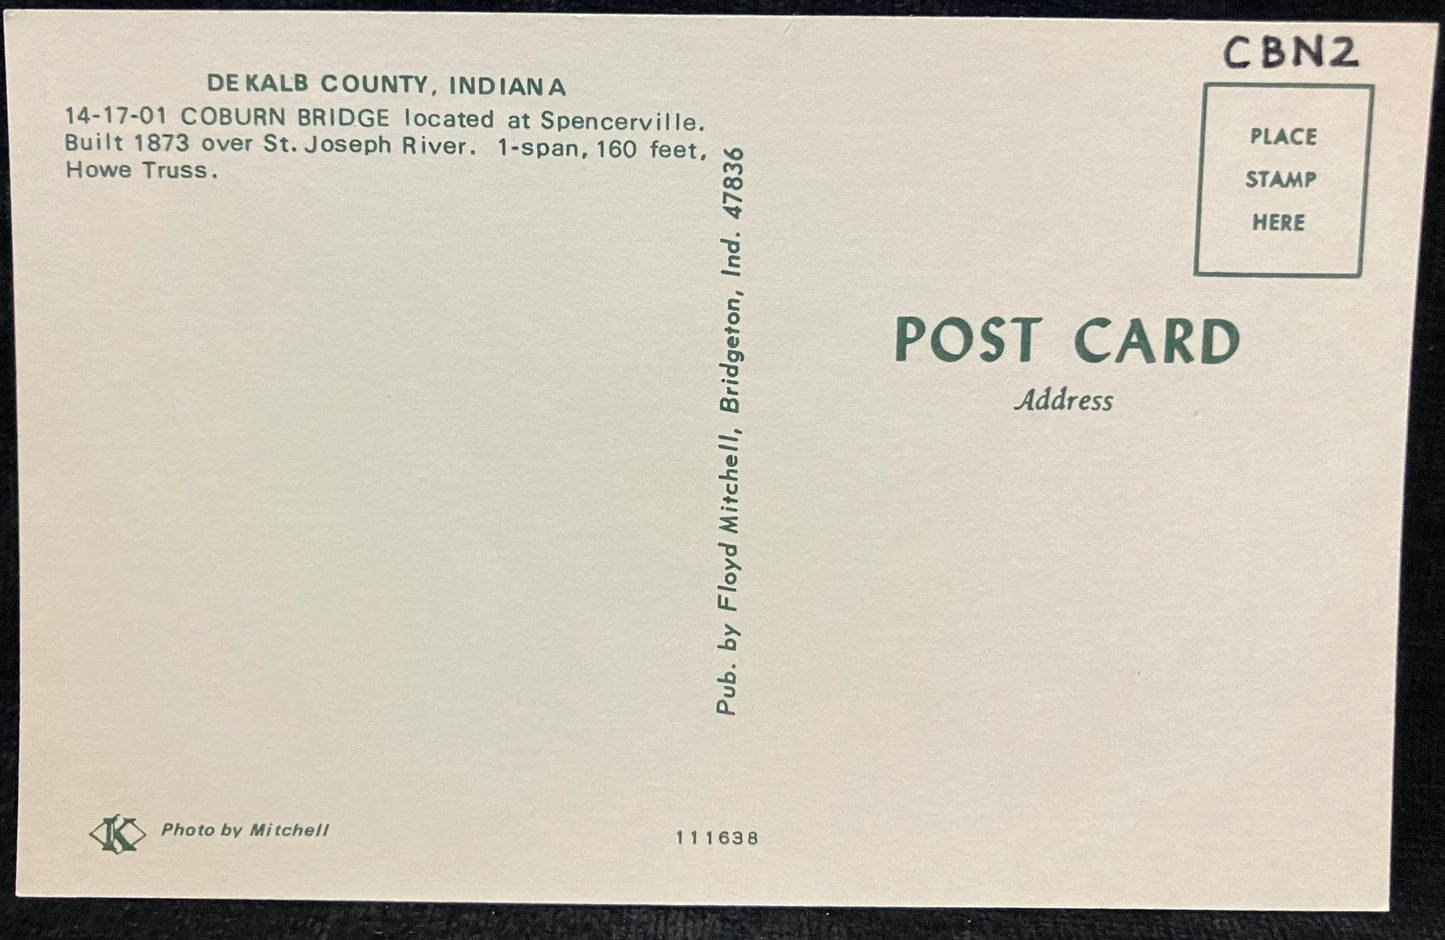 DE KALB COUNTY, INDIANA
14-17-01 COBURN BRIDGE located at Spencerville.
Built 1873 over St. Joseph River. 1-span, 160 feet,
Howe Truss.
Pub. by Floyd Mitchell, Bridgeton, Ind. 47836
CBN2
PLACE
STAMP
HERE
POST CARD
Address
K
Photo by Mitchell
111638